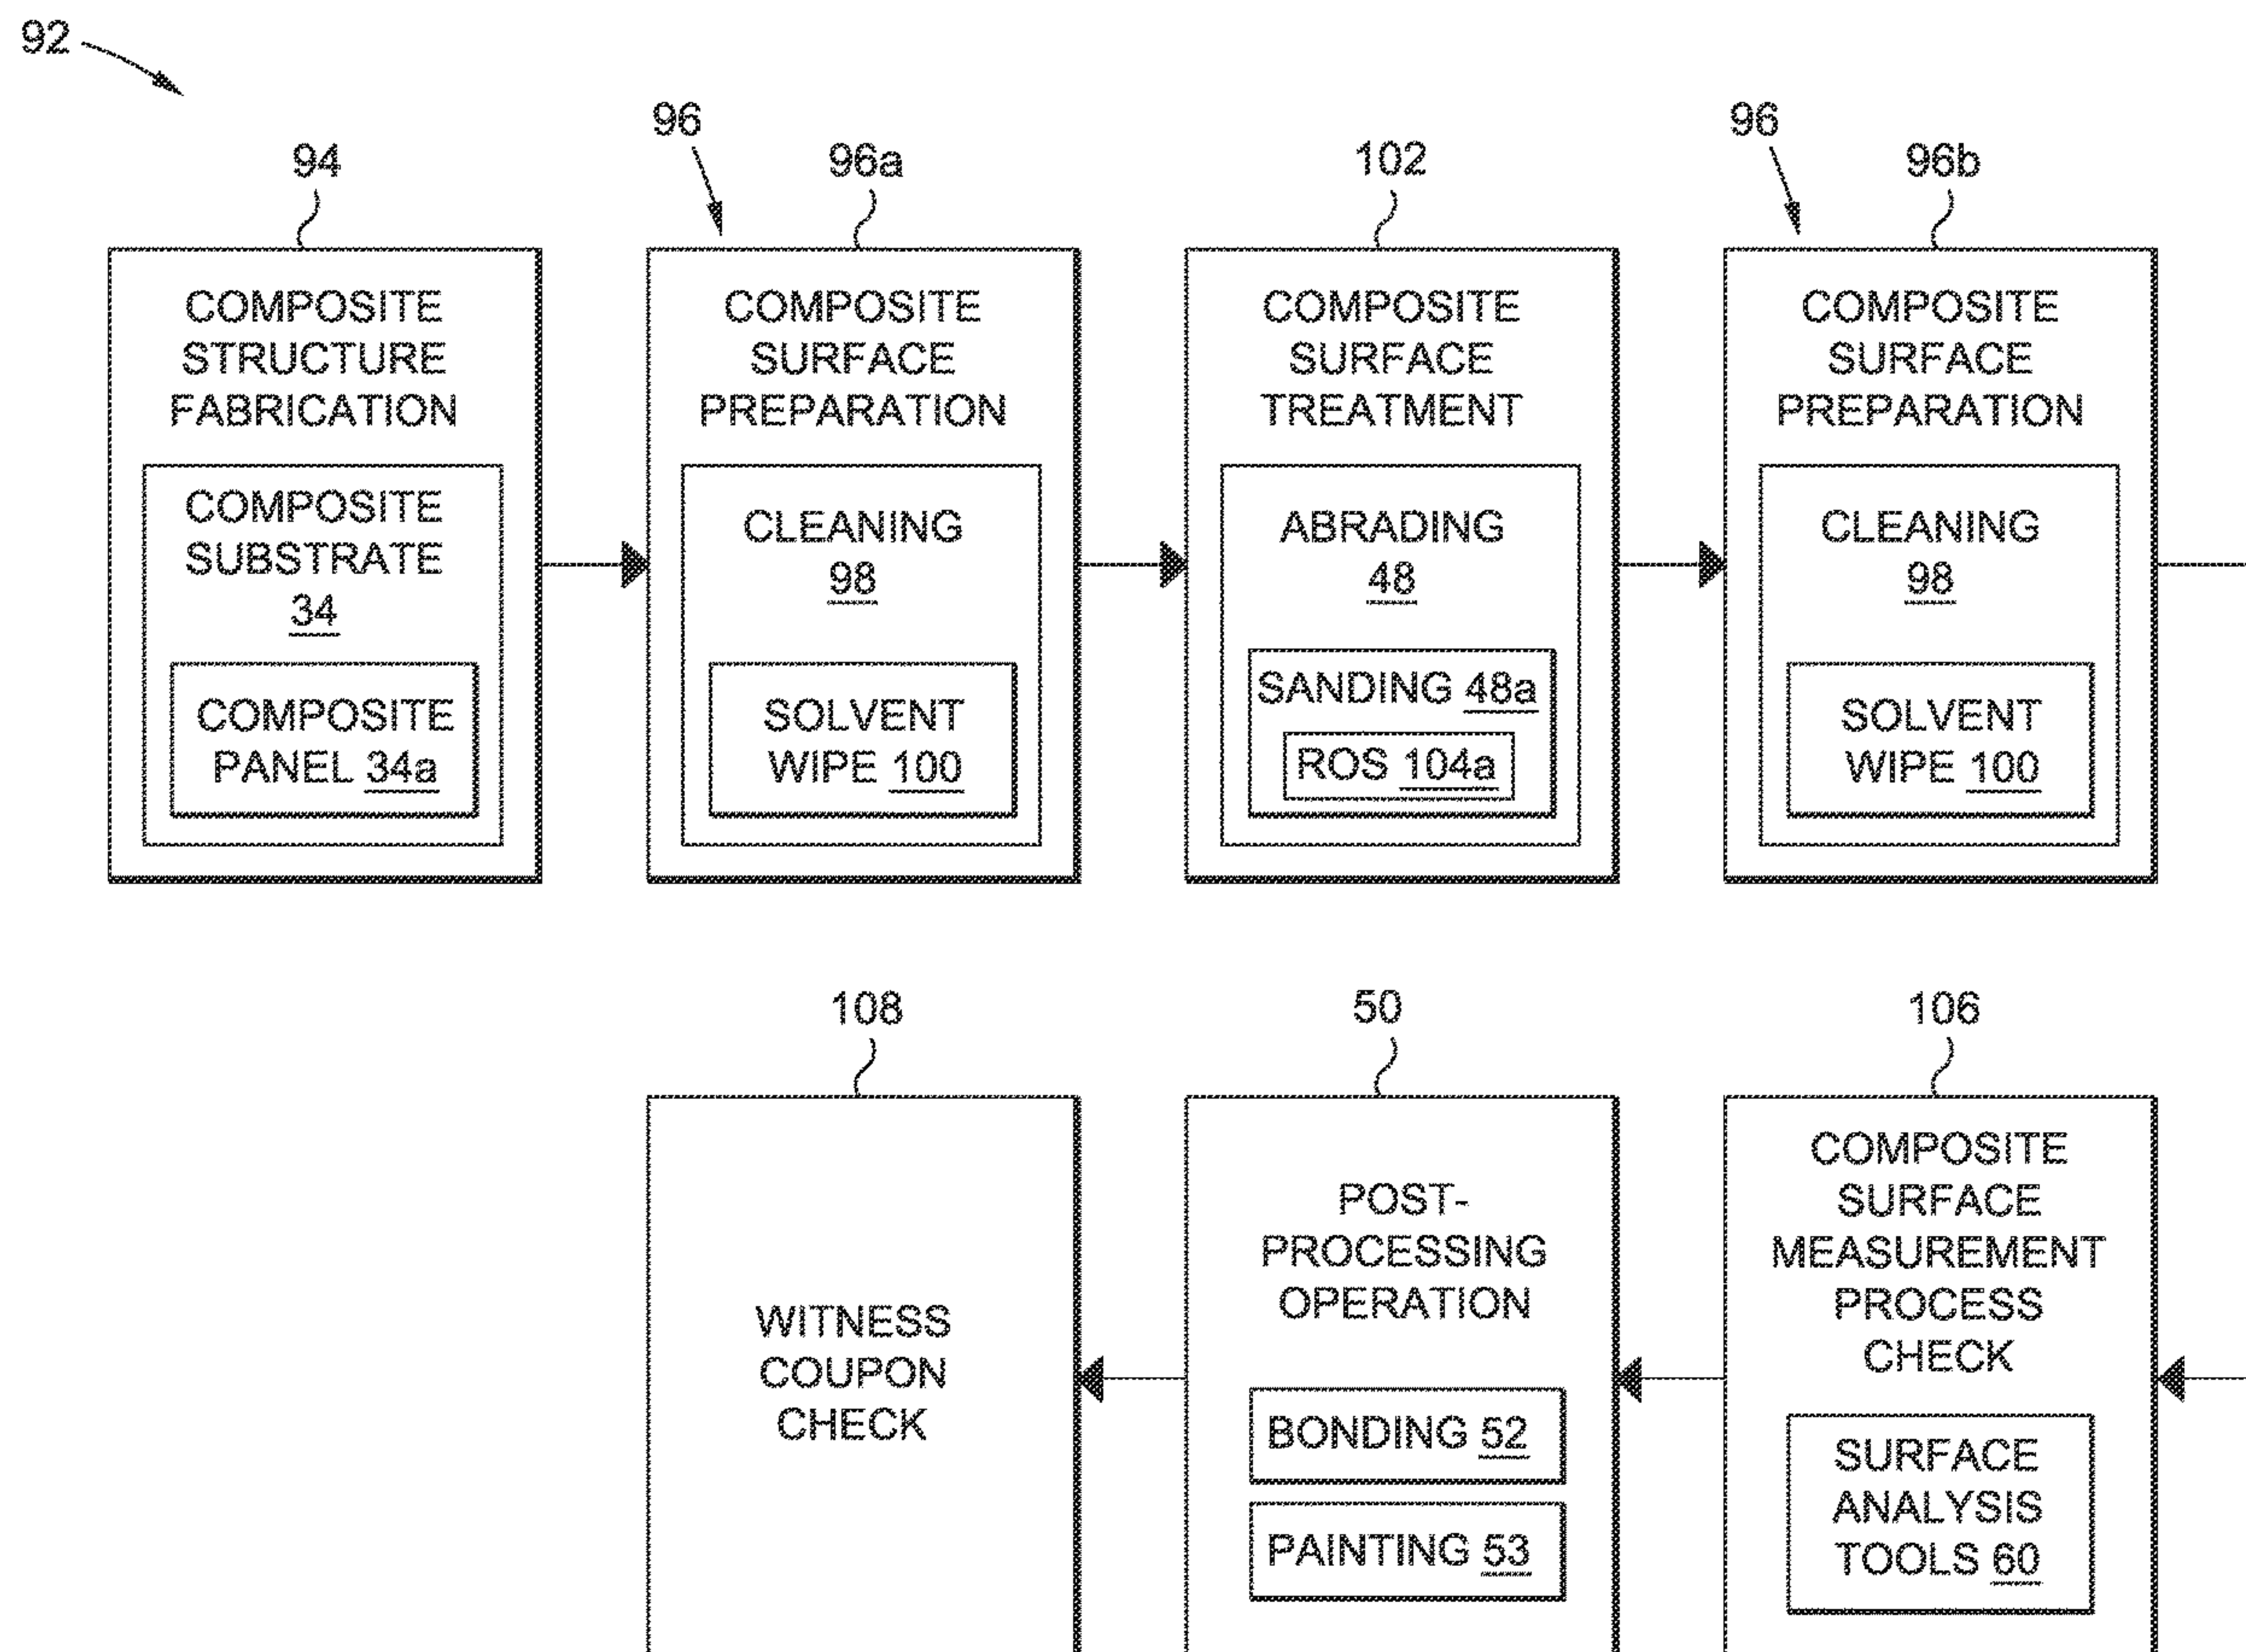 92
94
COMPOSITE
STRUCTURE
FABRICATION
COMPOSITE
SUBSTRATE
34
COMPOSITE
PANEL 34a
96
96a
COMPOSITE
SURFACE
PREPARATION
CLEANING
98
SOLVENT
WIPE 100
102
COMPOSITE
SURFACE
TREATMENT
ABRADING
48
SANDING 48a
ROS 104a
96
96b
COMPOSITE
SURFACE
PREPARATION
CLEANING
98
SOLVENT
WIPE 100
108
WITNESS
COUPON
CHECK
50
POST-
PROCESSING
OPERATION
BONDING 52
PAINTING 53
106
COMPOSITE
SURFACE
MEASUREMENT
PROCESS
CHECK
SURFACE
ANALYSIS
TOOLS 60